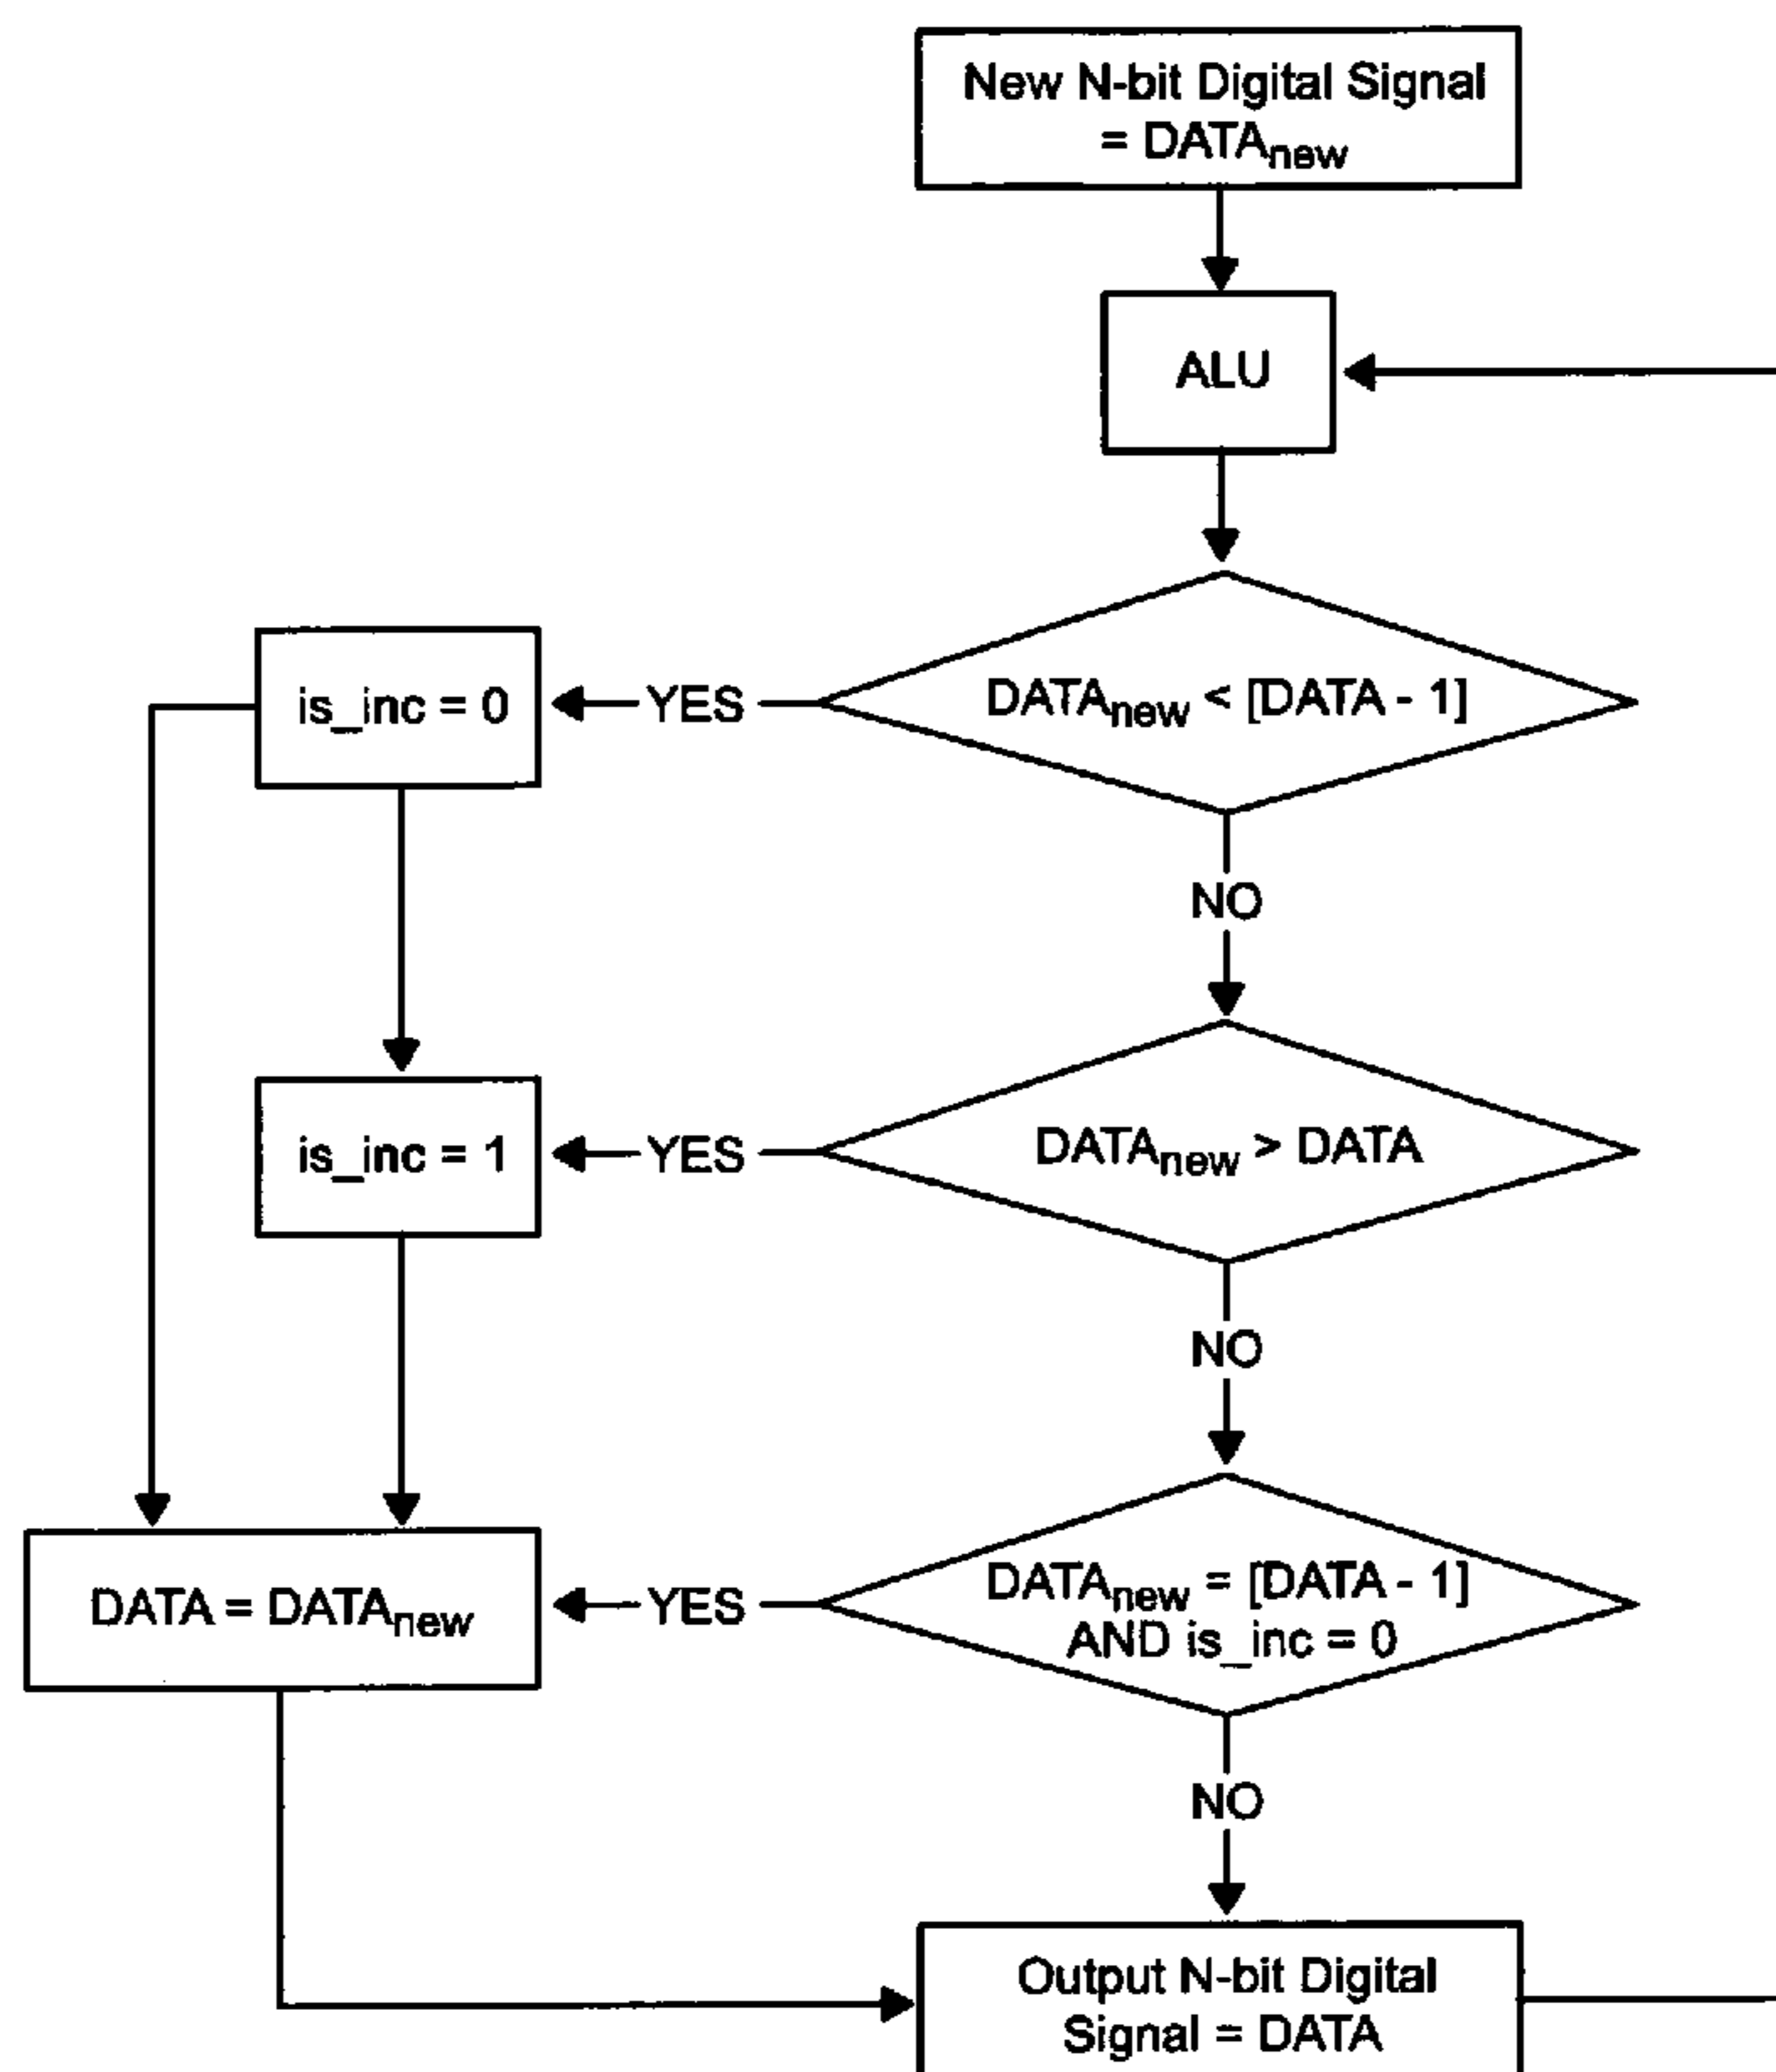 New N-bit Digital Signal
= DATAnew
ALU
is_inc = 0
YES
DATAnew < [DATA - 1]
NO
is_inc = 1
YES
DATAnew > DATA
NO
DATA = DATAnew
YES
DATAnew = [DATA - 1]
AND is_inc = 0
NO
Output N-bit Digital
Signal = DATA